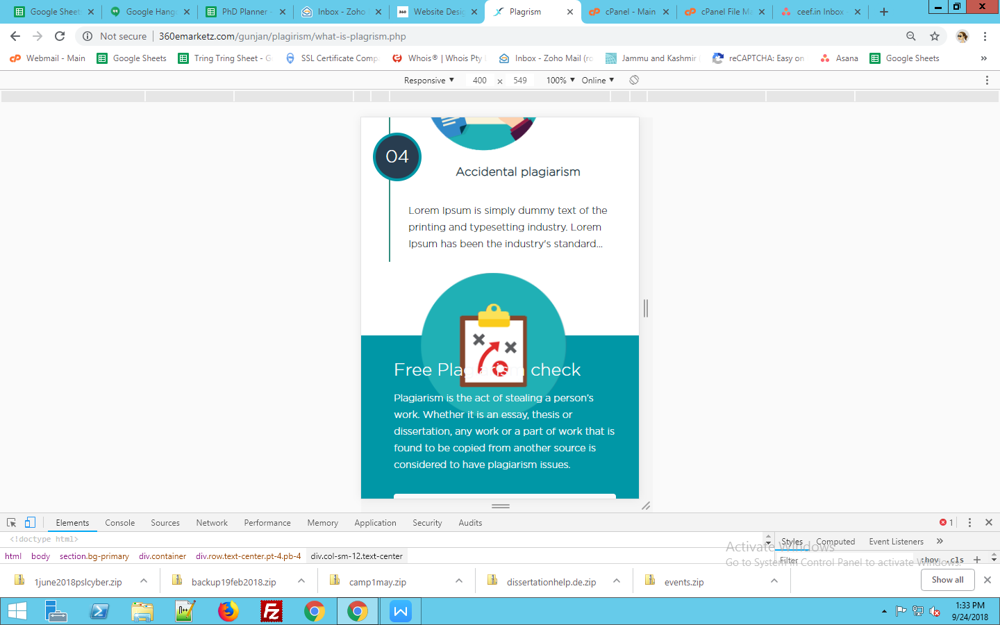 Google Sheets
Google Hang
PhD Planner -
Inbox - Zoho
Website Desig
Plagrism
cPanel - Main
cPanel File Ma
ceef.in Inbox
Not secure
360emarketz.com/gunjan/plagirism/what-is-plagrism.php
Webmail - Main
Google Sheets
Tring Tring Sheet - G
SSL Certificate Comp
Whois® | Whois Pty
Inbox - Zoho Mail (ro
Jammu and Kashmir
reCAPTCHA: Easy on
Asana
Google Sheets
»
Responsive ▼ 400 × 549 100% ▼ Online ▼
04
Accidental plagiarism
Lorem Ipsum is simply dummy text of the
printing and typesetting industry. Lorem
Ipsum has been the industry's standard...
Free Plagiarism check
Plagiarism is the act of stealing a person's
work. Whether it is an essay, thesis or
dissertation, any work or a part of work that is
found to be copied from another source is
considered to have plagiarism issues.
Elements Console Sources Network Performance Memory Application Security Audits 1
<!doctype html>
Styles Computed Event Listeners »
html body section.bg-primary div.container div.row.text-center.pt-4.pb-4 div.col-sm-12.text-center
Filter :hov .cls +
Activate Windows
Go to System in Control Panel to activate Windows.
1june2018pslcyber.zip
backup19feb2018.zip
camp1may.zip
dissertationhelp.de.zip
events.zip
Show all
1:33 PM
9/24/2018